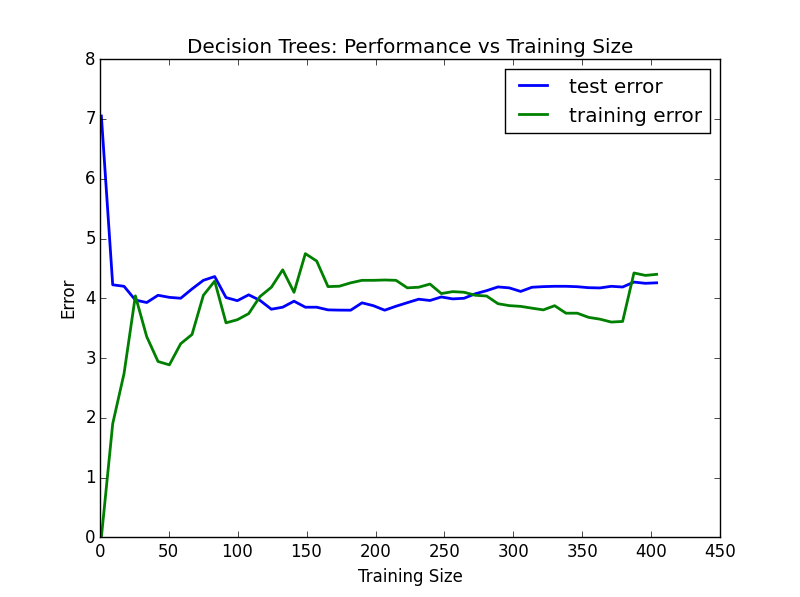 Decision Trees: Performance vs Training Size
8
7
6
5
4
3
2
1
0
Error
test error
training error
0 50 100 150 200 250 300 350 400 450
Training Size